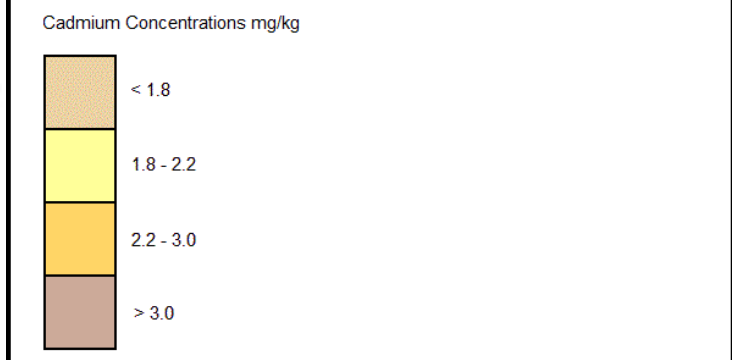 Cadmium Concentrations mg/kg
< 1.8
1.8 - 2.2
2.2 - 3.0
> 3.0